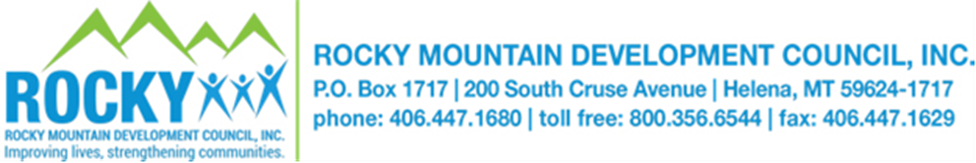 ROCKY
ROCKY MOUNTAIN DEVELOPMENT COUNCIL, INC.
Improving lives, strengthening communities.
ROCKY MOUNTAIN DEVELOPMENT COUNCIL, INC.
P.O. Box 1717 | 200 South Cruse Avenue | Helena, MT 59624-1717
phone: 406.447.1680 | toll free: 800.356.6544 | fax: 406.447.1629